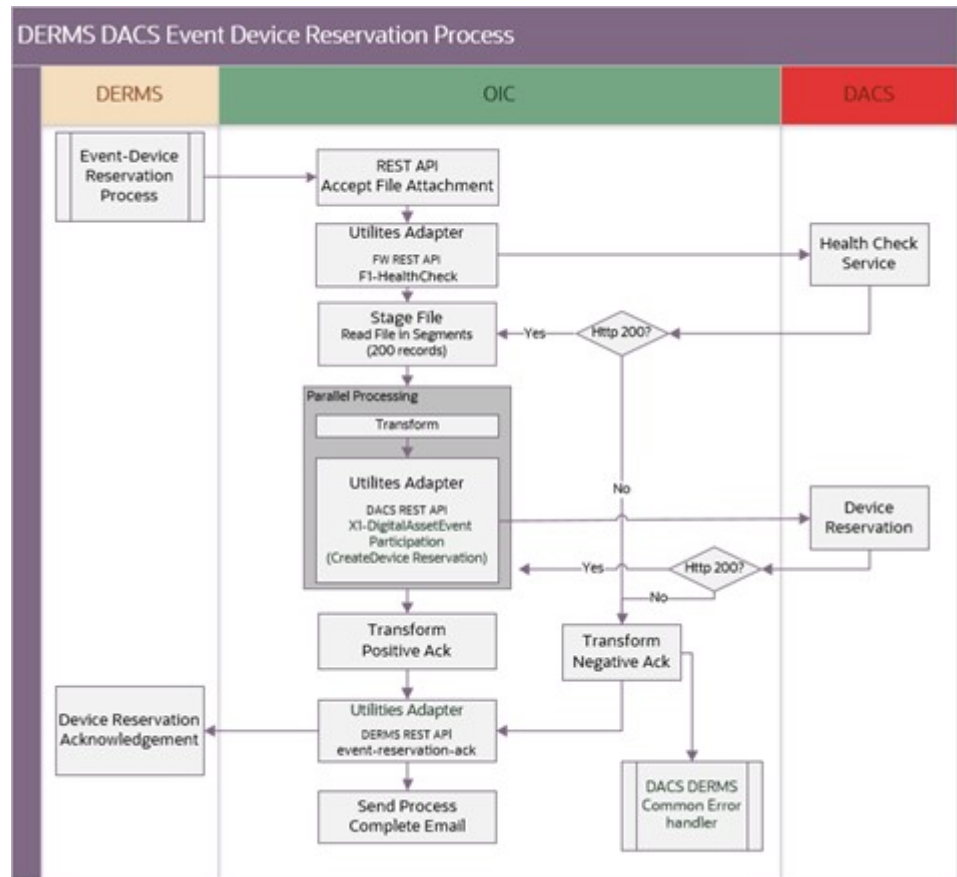 DERMS DACS Event Device Reservation Process
DERMS
OIC
DACS
Event-Device
Reservation
Process
REST API
Accept File Attachment
Utilites Adapter
FW REST API
F1-HealthCheck
Health Check
Service
Stage File
Read File in Segments
(200 records)
Yes
Http 200?
Parallel Processing
Transform
Utilites Adapter
DACS REST API
X1-DigitalAssetEvent
Participation
(CreateDevice Reservation)
No
Device
Reservation
Yes
Http 200?
No
Transform
Positive Ack
Transform
Negative Ack
Device Reservation
Acknowledgement
Utilities Adapter
DERMS REST API
event-reservation-ack
Send Process
Complete Email
DACS DERMS
Common Error
handler